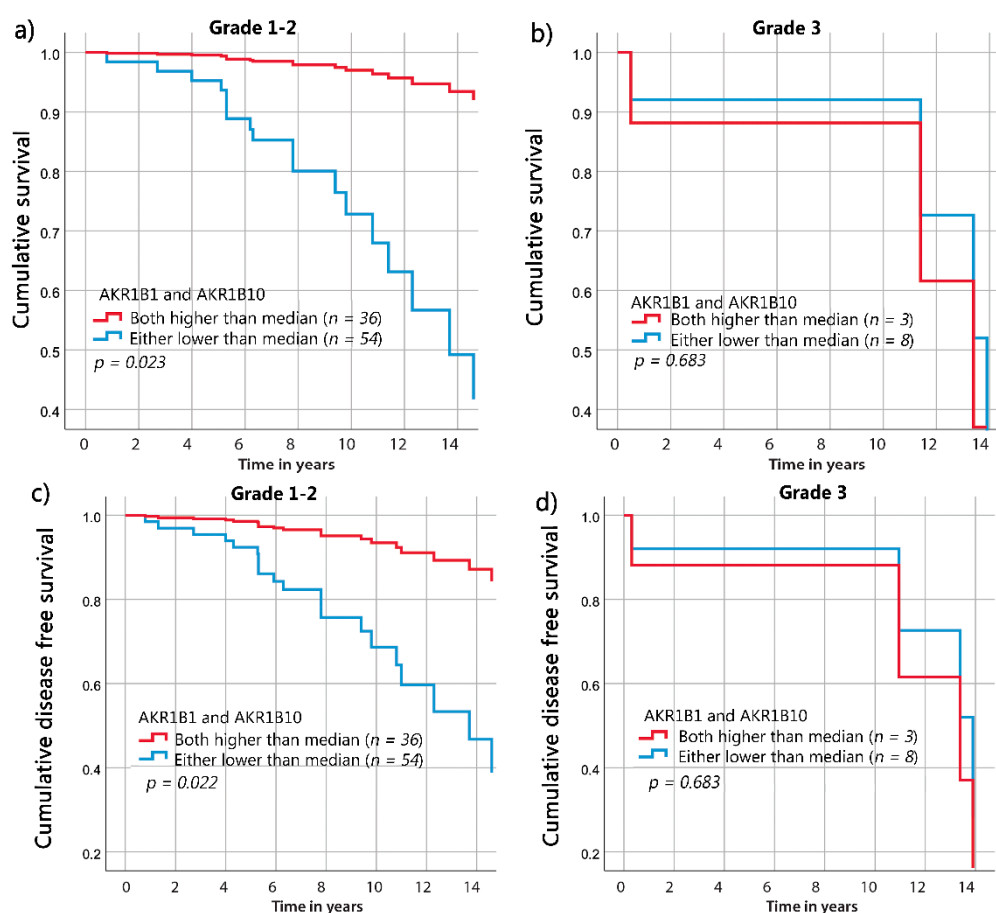 a)
Grade 1-2
1.0
0.9
0.8
0.7
0.6
0.5
0.4
Cumulative survival
AKR1B1 and AKR1B10
Both higher than median (n = 36)
Either lower than median (n = 54)
p = 0.023
0 2 4 6 8 10 12 14
Time in years
b)
Grade 3
1.0
0.9
0.8
0.7
0.6
0.5
0.4
Cumulative survival
AKR1B1 and AKR1B10
Both higher than median (n = 3)
Either lower than median (n = 8)
p = 0.683
0 2 4 6 8 10 12 14
Time in years
c)
Grade 1-2
1.0
0.8
0.6
0.4
0.2
Cumulative disease free survival
AKR1B1 and AKR1B10
Both higher than median (n = 36)
Either lower than median (n = 54)
p = 0.022
0 2 4 6 8 10 12 14
Time in years
d)
Grade 3
1.0
0.8
0.6
0.4
0.2
Cumulative disease free survival
AKR1B1 and AKR1B10
Both higher than median (n = 3)
Either lower than median (n = 8)
p = 0.683
0 2 4 6 8 10 12 14
Time in years